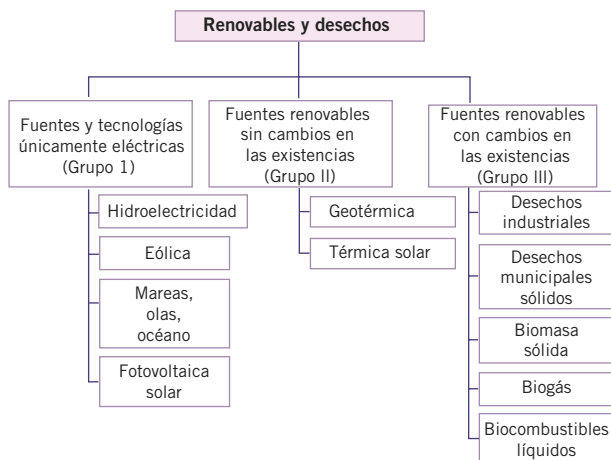 Renovables y desechos
Fuentes y tecnologías
únicamente eléctricas
(Grupo 1)
Hidroelectricidad
Eólica
Mareas,
olas,
océano
Fotovoltaica
solar
Fuentes renovables
sin cambios en
las existencias
(Grupo II)
Geotérmica
Térmica solar
Fuentes renovables
con cambios en
las existencias
(Grupo III)
Desechos
industriales
Desechos
municipales
sólidos
Biomasa
sólida
Biogás
Biocombustibles
líquidos